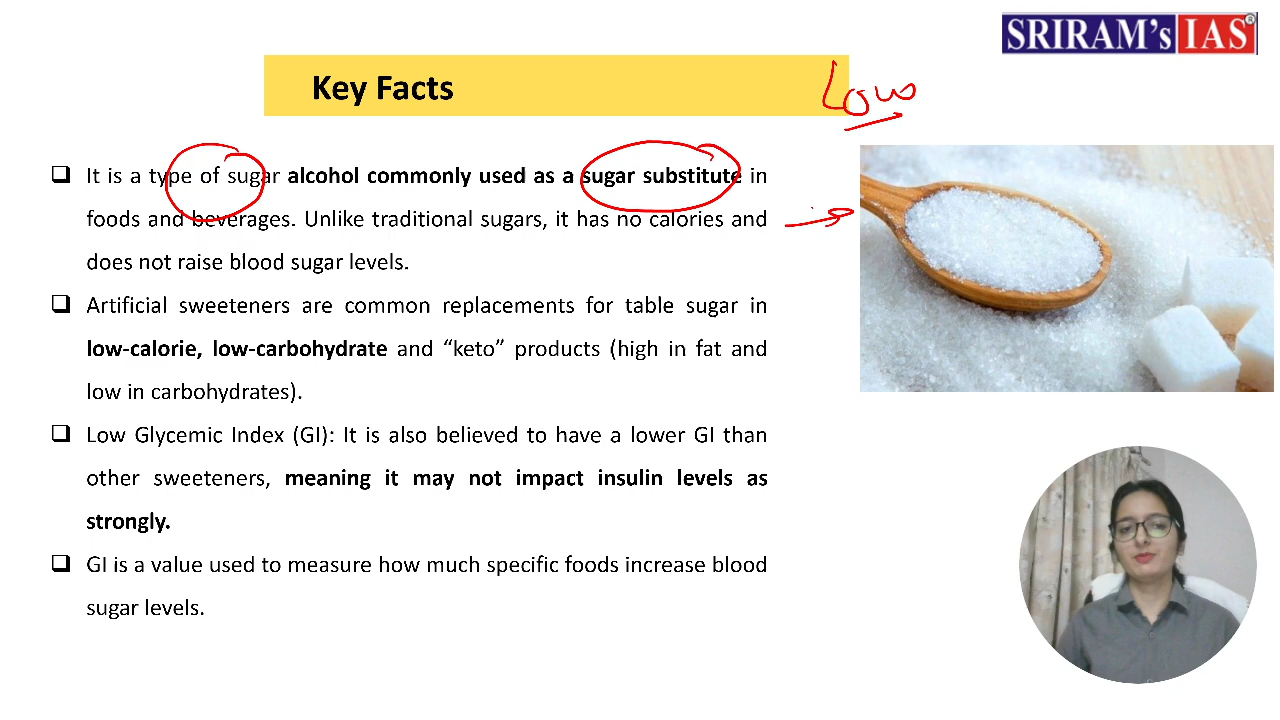 SRIRAM's IAS
Key Facts
Low
It is a type of sugar alcohol commonly used as a sugar substitute in
foods and beverages. Unlike traditional sugars, it has no calories and
does not raise blood sugar levels.
Artificial sweeteners are common replacements for table sugar in
low-calorie, low-carbohydrate and “keto” products (high in fat and
low in carbohydrates).
Low Glycemic Index (GI): It is also believed to have a lower GI than
other sweeteners, meaning it may not impact insulin levels as
strongly.
GI is a value used to measure how much specific foods increase blood
sugar levels.